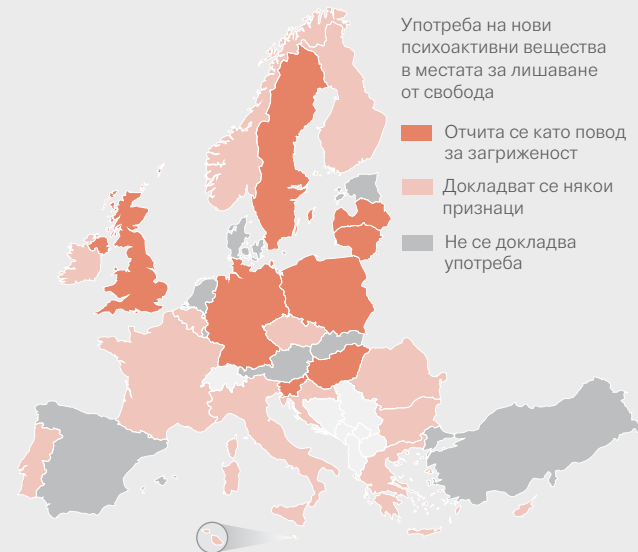 Употреба на нови
психоактивни вещества
в местата за лишаване
от свобода
Отчита се като повод
за загриженост
Докладват се някои
признаци
Не се докладва
употреба